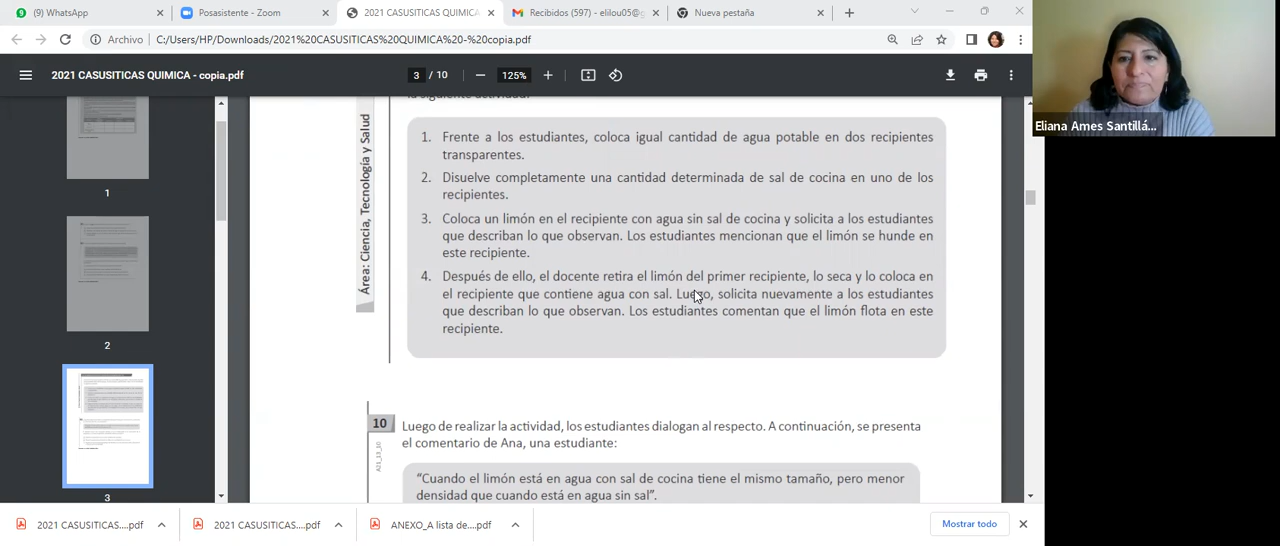 (9) WhatsApp
Posasistente - Zoom
2021 CASUSITICAS QUIMICA
Recibidos (597) - elilou05@g
Nueva pestaña
Archivo
C:/Users/HP/Downloads/2021%20CASUSITICAS%20QUIMICA%20-%20copia.pdf
2021 CASUSITICAS QUIMICA - copia.pdf
3 / 10
125%
Eliana Ames Santillá...
1
2
3
Área: Ciencia, Tecnología y Salud
la siguiente actividad:
1. Frente a los estudiantes, coloca igual cantidad de agua potable en dos recipientes
transparentes.
2. Disuelve completamente una cantidad determinada de sal de cocina en uno de los
recipientes.
3. Coloca un limón en el recipiente con agua sin sal de cocina y solicita a los estudiantes
que describan lo que observan. Los estudiantes mencionan que el limón se hunde en
este recipiente.
4. Después de ello, el docente retira el limón del primer recipiente, lo seca y lo coloca en
el recipiente que contiene agua con sal. Luego, solicita nuevamente a los estudiantes
que describan lo que observan. Los estudiantes comentan que el limón flota en este
recipiente.
10
A21_13_10
Luego de realizar la actividad, los estudiantes dialogan al respecto. A continuación, se presenta
el comentario de Ana, una estudiante:
“Cuando el limón está en agua con sal de cocina tiene el mismo tamaño, pero menor
densidad que cuando está en agua sin sal”.
2021 CASUSITICAS....pdf
2021 CASUSITICAS....pdf
ANEXO_A lista de....pdf
Mostrar todo